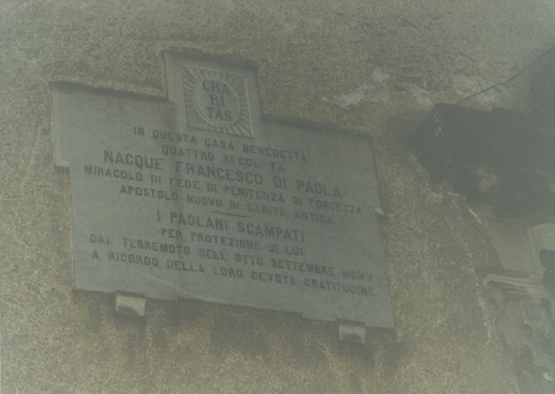 CHA
RI
TAS
IN QUESTA CASA BENEDETTA
QUATTRO SECOLI FA
NACQUE FRANCESCO DI PAOLA
MIRACOLO DI FEDE DI PENITENZA DI FORTEZZA
APOSTOLO NUOVO DI CARITÀ ANTICA
I PAOLANI SCAMPATI
PER PROTEZIONE DI LUI
DAL TERREMOTO DELL'OTTO SETTEMBRE MCMV
A RICORDO DELLA LORO DEVOTA GRATITUDINE